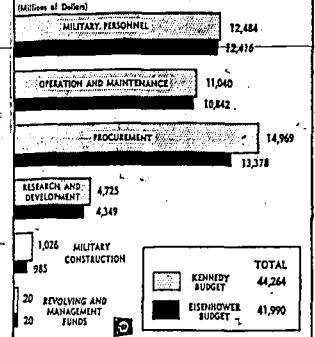 (Millions of Dollars)
MILITARY, PERSONNEL
12,484
12,416
OPERATION AND MAINTENANCE
11,040
10,842
PROCUREMENT
14,969
13,378
RESEARCH AND
DEVELOPMENT
4,725
4,349
1,026
985
MILITARY
CONSTRUCTION
20
20
REVOLVING AND
MANAGEMENT
FUNDS
TOTAL
KENNEDY
BUDGET
44,264
EISENHOWER
BUDGET
41,990